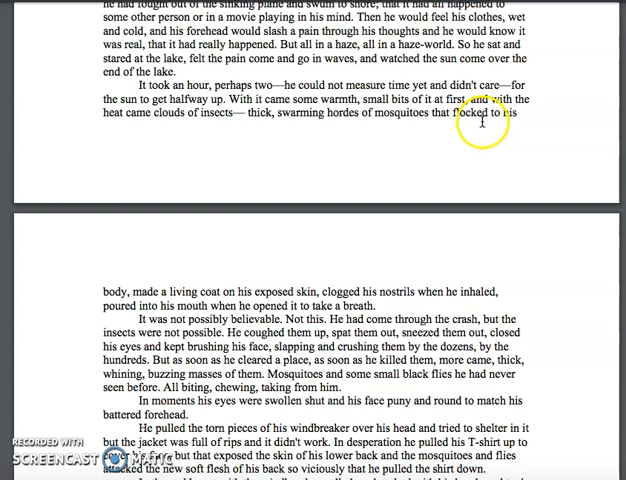 he had fought out of the sinking plane and swum to shore; that it had all happened to
some other person or in a movie playing in his mind. Then he would feel his clothes, wet
and cold, and his forehead would slash a pain through his thoughts and he would know it
was real, that it had really happened. But all in a haze, all in a haze-world. So he sat and
stared at the lake, felt the pain come and go in waves, and watched the sun come over the
end of the lake.
It took an hour, perhaps two—he could not measure time yet and didn't care—for
the sun to get halfway up. With it came some warmth, small bits of it at first, and with the
heat came clouds of insects— thick, swarming hordes of mosquitoes that flocked to his
body, made a living coat on his exposed skin, clogged his nostrils when he inhaled,
poured into his mouth when he opened it to take a breath.
It was not possibly believable. Not this. He had come through the crash, but the
insects were not possible. He coughed them up, spat them out, sneezed them out, closed
his eyes and kept brushing his face, slapping and crushing them by the dozens, by the
hundreds. But as soon as he cleared a place, as soon as he killed them, more came, thick,
whining, buzzing masses of them. Mosquitoes and some small black flies he had never
seen before. All biting, chewing, taking from him.
In moments his eyes were swollen shut and his face puny and round to match his
battered forehead.
He pulled the torn pieces of his windbreaker over his head and tried to shelter in it
but the jacket was full of rips and it didn't work. In desperation he pulled his T-shirt up to
cover his face, but that exposed the skin of his lower back and the mosquitoes and flies
attacked the new soft flesh of his back so viciously that he pulled the shirt down.
RECORDED WITH
SCREENCAST MATIC